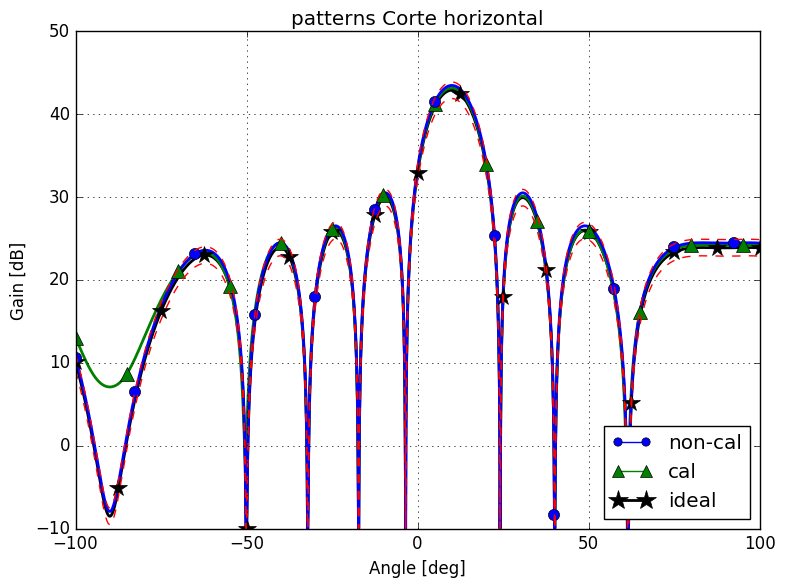 patterns Corte horizontal
50
40
30
20
10
0
−10
Gain [dB]
−100
−50
0
50
100
Angle [deg]
non-cal
cal
ideal